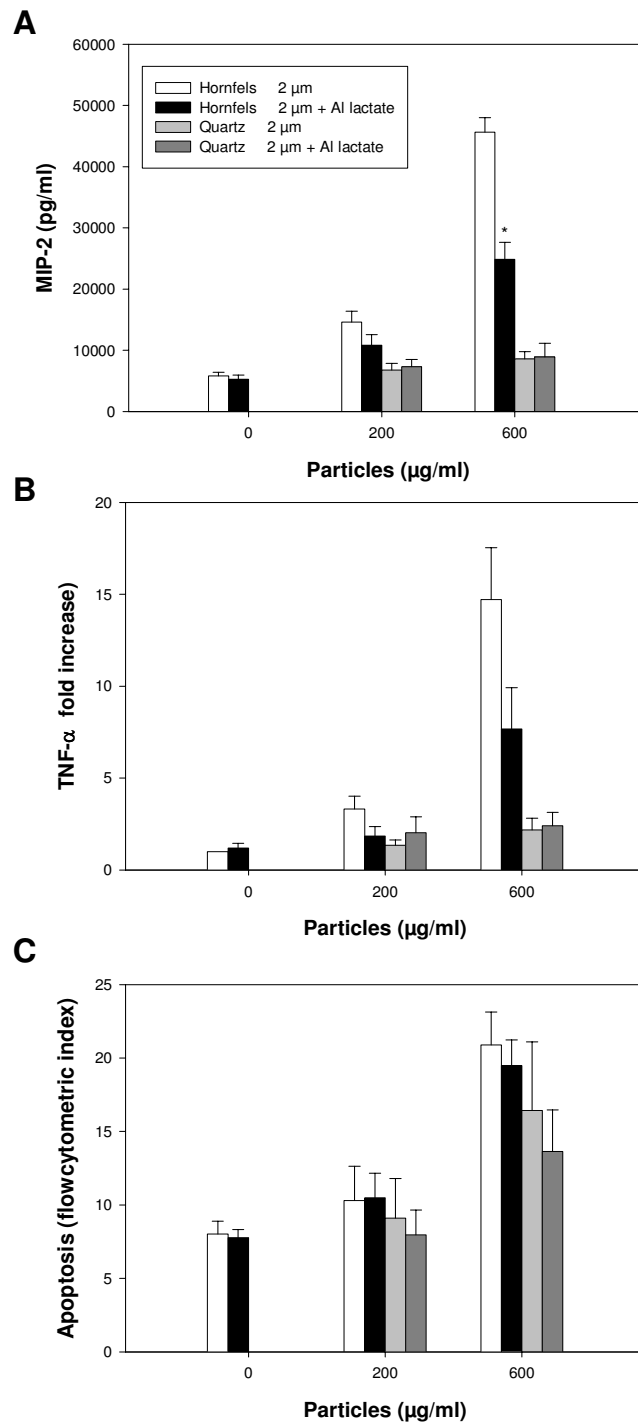 A
MIP-2 (pg/ml)
60000
50000
40000
30000
20000
10000
0
Hornfels 2 µm
Hornfels 2 µm + Al lactate
Quartz 2 µm
Quartz 2 µm + Al lactate
*
0 200 600
Particles (µg/ml)
B
TNF-α fold increase)
20
15
10
5
0
0 200 600
Particles (µg/ml)
C
Apoptosis (flowcytometric index)
25
20
15
10
5
0
0 200 600
Particles (µg/ml)